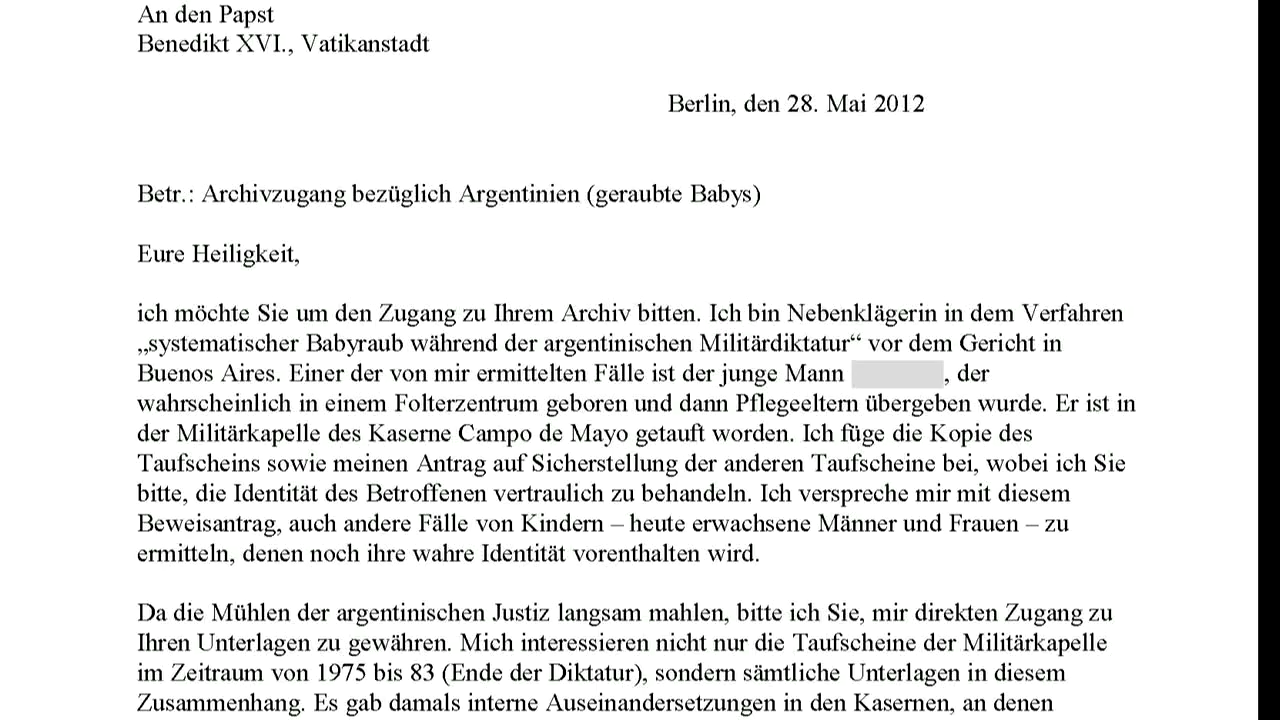 An den Papst
Benedikt XVI., Vatikanstadt
Berlin, den 28. Mai 2012
Betr.: Archivzugang bezüglich Argentinien (geraubte Babys)
Eure Heiligkeit,
ich möchte Sie um den Zugang zu Ihrem Archiv bitten. Ich bin Nebenklägerin in dem Verfahren
„systematischer Babyraub während der argentinischen Militärdiktatur“ vor dem Gericht in
Buenos Aires. Einer der von mir ermittelten Fälle ist der junge Mann , der
wahrscheinlich in einem Folterzentrum geboren und dann Pflegeeltern übergeben wurde. Er ist in
der Militärkapelle des Kaserne Campo de Mayo getauft worden. Ich füge die Kopie des
Taufscheins sowie meinen Antrag auf Sicherstellung der anderen Taufscheine bei, wobei ich Sie
bitte, die Identität des Betroffenen vertraulich zu behandeln. Ich verspreche mir mit diesem
Beweisantrag, auch andere Fälle von Kindern – heute erwachsene Männer und Frauen – zu
ermitteln, denen noch ihre wahre Identität vorenthalten wird.
Da die Mühlen der argentinischen Justiz langsam mahlen, bitte ich Sie, mir direkten Zugang zu
Ihren Unterlagen zu gewähren. Mich interessieren nicht nur die Taufscheine der Militärkapelle
im Zeitraum von 1975 bis 83 (Ende der Diktatur), sondern sämtliche Unterlagen in diesem
Zusammenhang. Es gab damals interne Auseinandersetzungen in den Kasernen, an denen